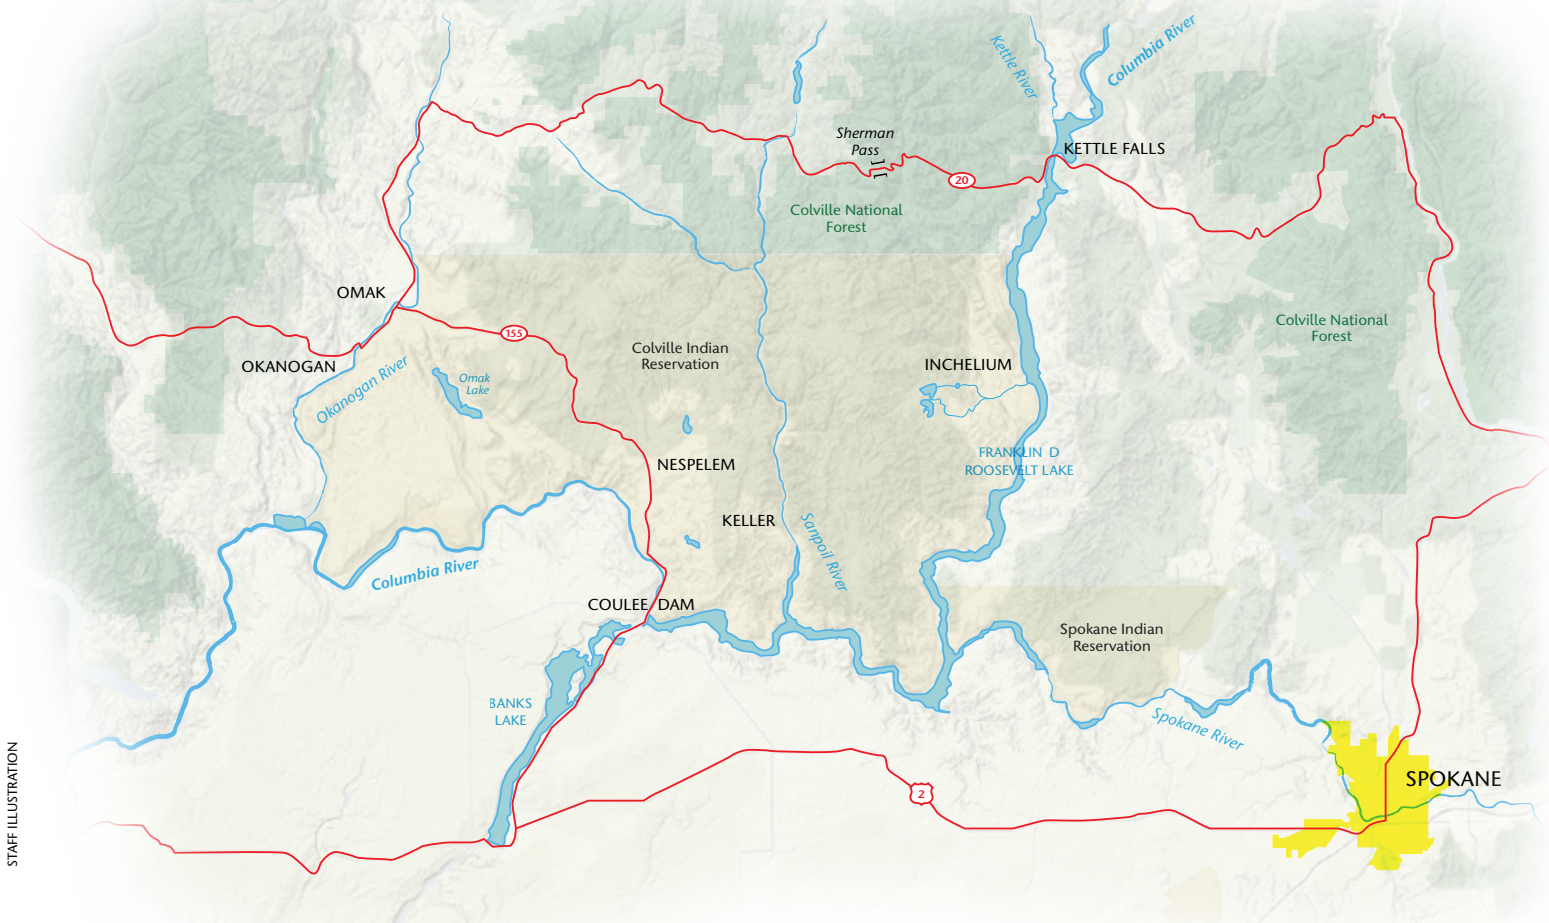 Kettle River
Columbia River
Sherman
Pass
KETTLE FALLS
20
Colville National
Forest
OMAK
155
OKANOGAN
Okanogan River
Omak
Lake
Colville Indian
Reservation
INCHELIUM
Colville National
Forest
FRANKLIN D
ROOSEVELT LAKE
NESPELEM
KELLER
Sanpoil River
Columbia River
COULEE DAM
Spokane Indian
Reservation
BANKS
LAKE
Spokane River
SPOKANE
2
STAFF ILLUSTRATION